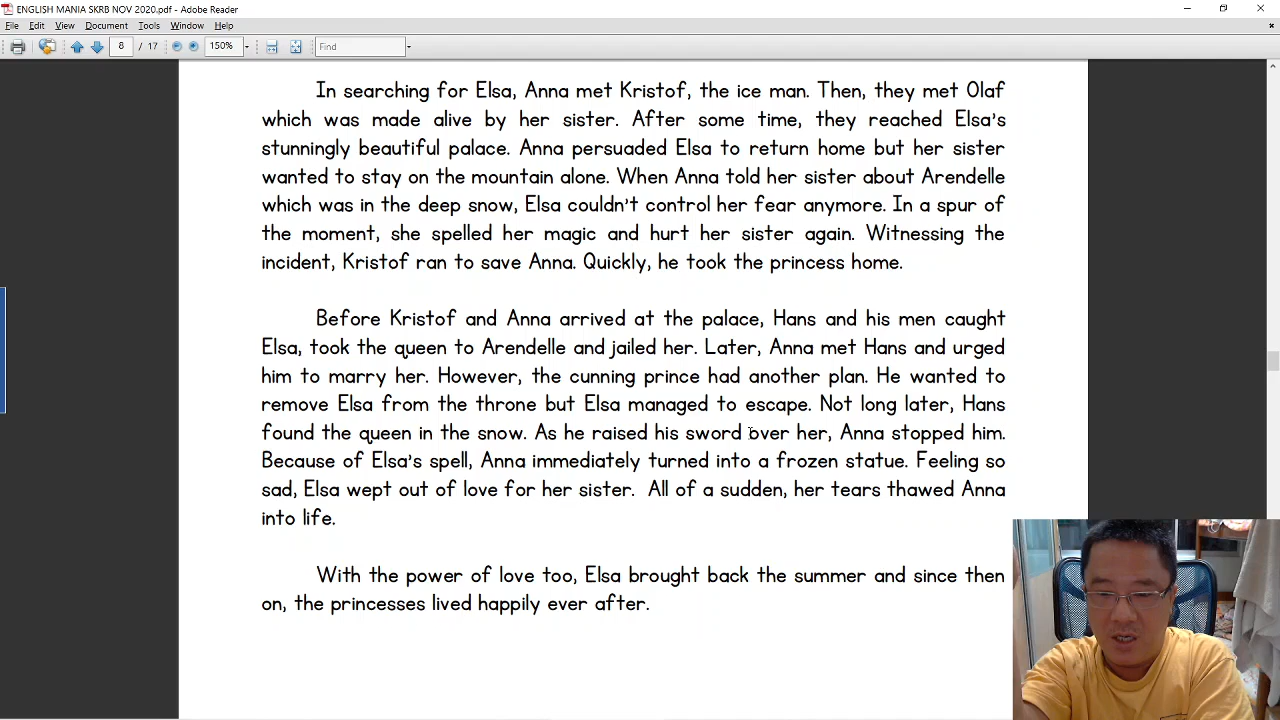 ENGLISH MANIA SKRB NOV 2020.pdf - Adobe Reader
File Edit View Document Tools Window Help
8 / 17 150% Find
In searching for Elsa, Anna met Kristof, the ice man. Then, they met Olaf
which was made alive by her sister. After some time, they reached Elsa's
stunningly beautiful palace. Anna persuaded Elsa to return home but her sister
wanted to stay on the mountain alone. When Anna told her sister about Arendelle
which was in the deep snow, Elsa couldn't control her fear anymore. In a spur of
the moment, she spelled her magic and hurt her sister again. Witnessing the
incident, Kristof ran to save Anna. Quickly, he took the princess home.
Before Kristof and Anna arrived at the palace, Hans and his men caught
Elsa, took the queen to Arendelle and jailed her. Later, Anna met Hans and urged
him to marry her. However, the cunning prince had another plan. He wanted to
remove Elsa from the throne but Elsa managed to escape. Not long later, Hans
found the queen in the snow. As he raised his sword over her, Anna stopped him.
Because of Elsa's spell, Anna immediately turned into a frozen statue. Feeling so
sad, Elsa wept out of love for her sister. All of a sudden, her tears thawed Anna
into life.
With the power of love too, Elsa brought back the summer and since then
on, the princesses lived happily ever after.